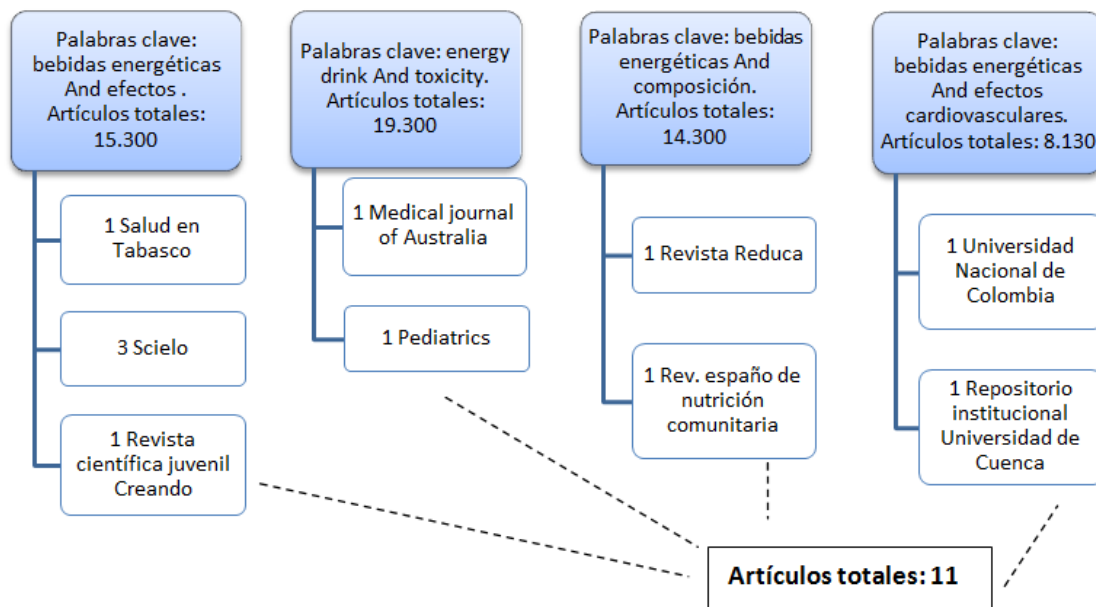 Palabras clave:
bebidas energéticas
And efectos .
Artículos totales:
15.300
1 Salud en
Tabasco
3 Scielo
1 Revista
científica juvenil
Creando
Palabras clave: energy
drink And toxicity.
Artículos totales:
19.300
1 Medical journal
of Australia
1 Pediatrics
Palabras clave: bebidas
energéticas And
composición.
Artículos totales:
14.300
1 Revista Reduca
1 Rev. españo de
nutrición
comunitaria
Palabras clave:
bebidas energéticas
And efectos
cardiovasculares.
Artículos totales: 8.130
1 Universidad
Nacional de
Colombia
1 Repositorio
institucional
Universidad de
Cuenca
Artículos totales: 11